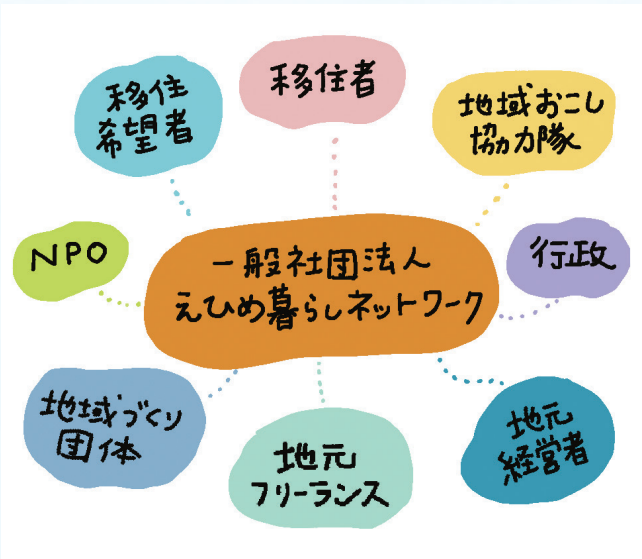 移住
希望者
移住者
地域おこし
協力隊
NPO
一般社団法人
えひめ暮らしネットワーク
行政
地域づくり
団体
地元
フリーランス
地元
経営者